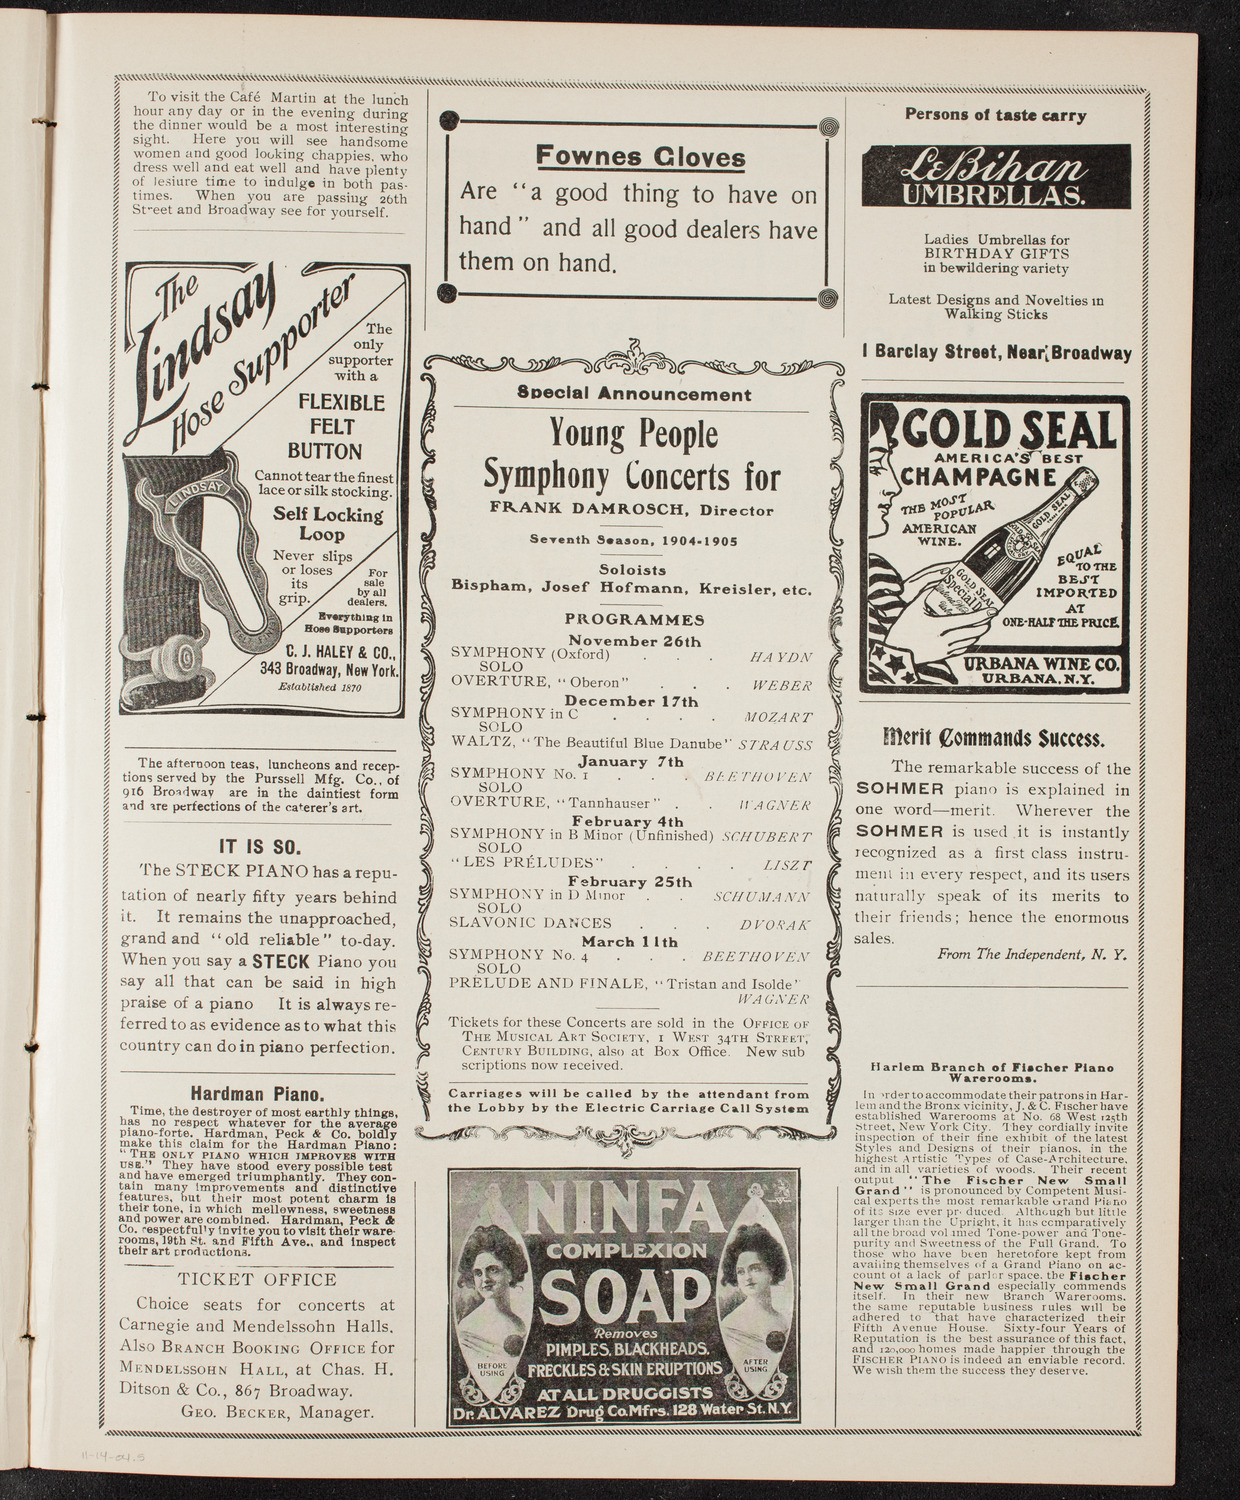 To visit the Café Martin at the lunch
hour any day or in the evening during
the dinner would be a most interesting
sight. Here you will see handsome
women and good looking chappies, who
dress well and eat well and have plenty
of lesiure time to indulge in both pas-
times. When you are passing 26th
Street and Broadway see for yourself.
The
Lindsay
Hose Supporter
The
only
supporter
with a
FLEXIBLE
FELT
BUTTON
Cannot tear the finest
lace or silk stocking.
Self Locking
Loop
Never slips
or loses
its
grip.
For
sale
by all
dealers.
Everything in
Hose Supporters
C. J. HALEY & CO.,
343 Broadway, New York.
Established 1870
LINDSAY
The afternoon teas, luncheons and recep-
tions served by the Purssell Mfg. Co., of
916 Broadway are in the daintiest form
and are perfections of the caterer's art.
IT IS SO.
The STECK PIANO has a repu-
tation of nearly fifty years behind
it. It remains the unapproached,
grand and "old reliable" to-day.
When you say a STECK Piano you
say all that can be said in high
praise of a piano It is always re-
ferred to as evidence as to what this
country can do in piano perfection.
Hardman Piano.
Time, the destroyer of most earthly things,
has no respect whatever for the average
piano-forte. Hardman, Peck & Co. boldly
make this claim for the Hardman Piano:
"THE ONLY PIANO WHICH IMPROVES WITH
USE." They have stood every possible test
and have emerged triumphantly. They con-
tain many improvements and distinctive
features, but their most potent charm is
their tone, in which mellowness, sweetness
and power are combined. Hardman, Peck &
Co. respectfully invite you to visit their ware-
rooms, 19th St. and Fifth Ave., and inspect
their art productions.
TICKET OFFICE
Choice seats for concerts at
Carnegie and Mendelssohn Halls.
Also BRANCH BOOKING OFFICE for
MENDELSSOHN HALL, at Chas. H.
Ditson & Co., 867 Broadway.
GEO. BECKER, Manager.
Fownes Gloves
Are "a good thing to have on
hand" and all good dealers have
them on hand.
Special Announcement
Young People
Symphony Concerts for
FRANK DAMROSCH, Director
Seventh Season, 1904-1905
Soloists
Bispham, Josef Hofmann, Kreisler, etc.
PROGRAMMES
November 26th
SYMPHONY (Oxford) . . . HAYDN
SOLO
OVERTURE, "Oberon" . . . WEBER
December 17th
SYMPHONY in C . . . . MOZART
SOLO
WALTZ, "The Beautiful Blue Danube" STRAUSS
January 7th
SYMPHONY No. 1 . . . BEETHOVEN
SOLO
OVERTURE, "Tannhauser" . . WAGNER
February 4th
SYMPHONY in B Minor (Unfinished) SCHUBERT
SOLO
"LES PRÉLUDES" . . . . LISZT
February 25th
SYMPHONY in D Minor . . SCHUMANN
SOLO
SLAVONIC DANCES . . . DVORAK
March 11th
SYMPHONY No. 4 . . . BEETHOVEN
SOLO
PRELUDE AND FINALE, "Tristan and Isolde"
WAGNER
Tickets for these Concerts are sold in the OFFICE OF
THE MUSICAL ART SOCIETY, 1 WEST 34TH STREET,
CENTURY BUILDING, also at Box Office. New sub
scriptions now received.
Carriages will be called by the attendant from
the Lobby by the Electric Carriage Call System
NINFA
COMPLEXION
SOAP
Removes
PIMPLES, BLACKHEADS,
FRECKLES & SKIN ERUPTIONS
AT ALL DRUGGISTS
Dr. ALVAREZ Drug Co. Mfrs. 128 Water St. N.Y.
BEFORE
USING
AFTER
USING
Persons of taste carry
LeBihan
UMBRELLAS.
Ladies Umbrellas for
BIRTHDAY GIFTS
in bewildering variety
Latest Designs and Novelties in
Walking Sticks
1 Barclay Street, Near Broadway
GOLD SEAL
AMERICA'S BEST
CHAMPAGNE
THE MOST
POPULAR
AMERICAN
WINE.
EQUAL
TO THE
BEST
IMPORTED
AT
ONE-HALF THE PRICE.
GOLD SEAL
GOLD SEAL
Special Dry
URBANA WINE CO.
URBANA, N.Y.
Merit Commands Success.
The remarkable success of the
SOHMER piano is explained in
one word—merit. Wherever the
SOHMER is used it is instantly
recognized as a first class instru-
ment in every respect, and its users
naturally speak of its merits to
their friends; hence the enormous
sales.
From The Independent, N. Y.
Harlem Branch of Fischer Piano
Warerooms.
In order to accommodate their patrons in Har-
lem and the Bronx vicinity, J. & C. Fischer have
established Warerooms at No. 68 West 125th
Street, New York City. They cordially invite
inspection of their fine exhibit of the latest
Styles and Designs of their pianos, in the
highest Artistic Types of Case-Architecture,
and in all varieties of woods. Their recent
output "The Fischer New Small
Grand" is pronounced by Competent Musi-
cal experts the most remarkable Grand Piano
of its size ever produced. Although but little
larger than the Upright, it has comparatively
all the broad volumed Tone-power and Tone-
purity and Sweetness of the Full Grand. To
those who have been heretofore kept from
availing themselves of a Grand Piano on ac-
count of a lack of parlor space, the Fischer
New Small Grand especially commends
itself. In their new Branch Warerooms,
the same reputable business rules will be
adhered to that have characterized their
Fifth Avenue House. Sixty-four Years of
Reputation is the best assurance of this fact,
and 120,000 homes made happier through the
FISCHER PIANO is indeed an enviable record.
We wish them the success they deserve.
11-14-04.5